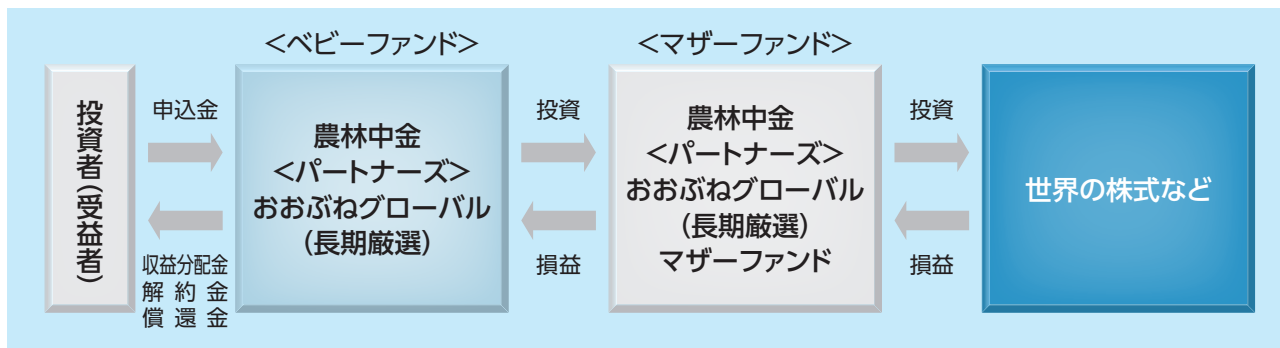 <ベビーファンド>
<マザーファンド>
投資者(受益者)
申込金
収益分配金
解約金
償還金
農林中金
<パートナーズ>
おおぶねグローバル
(長期厳選)
投資
損益
農林中金
<パートナーズ>
おおぶねグローバル
(長期厳選)
マザーファンド
投資
損益
世界の株式など